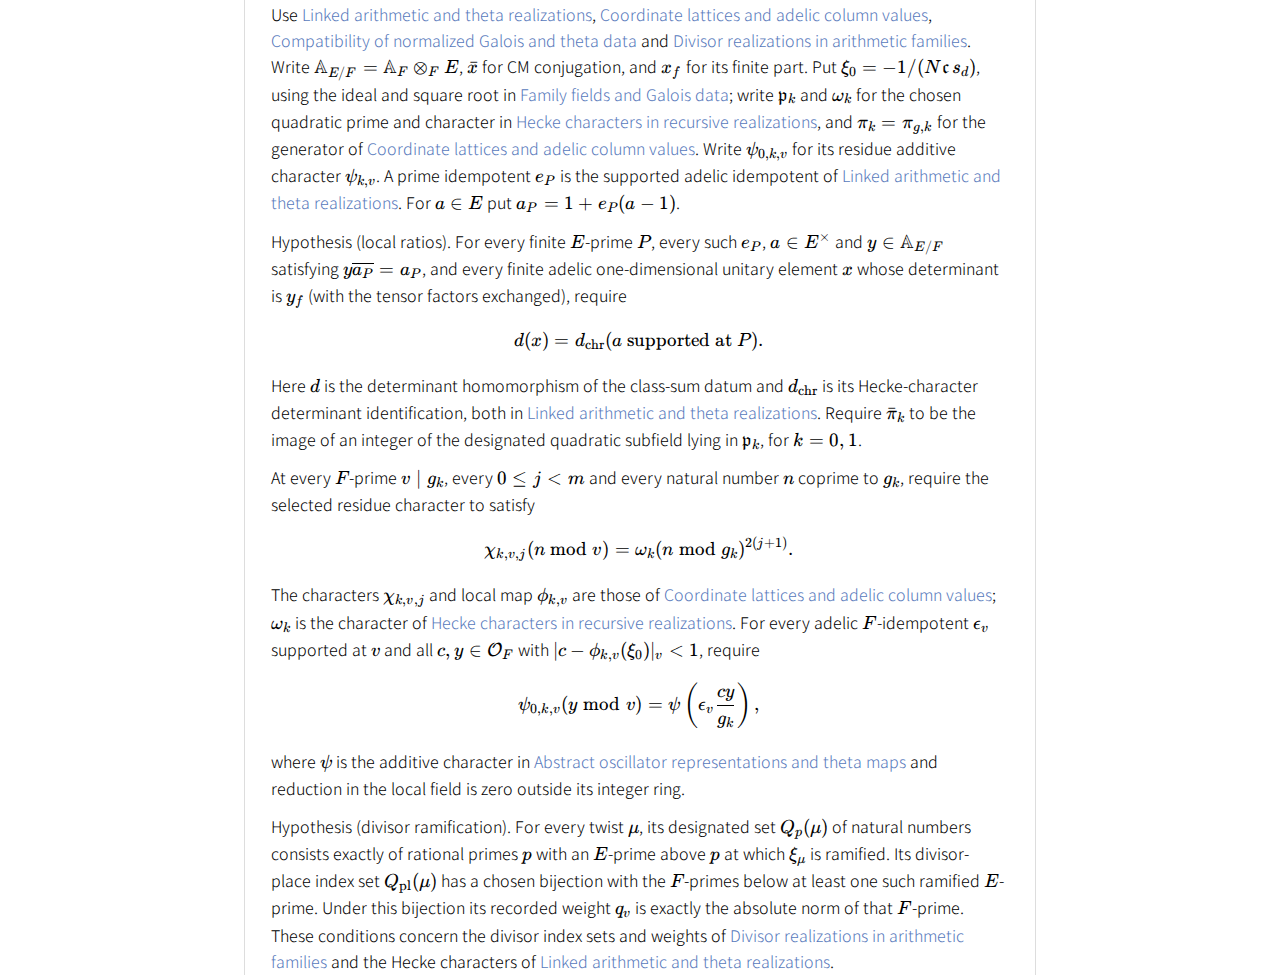 Use Linked arithmetic and theta realizations, Coordinate lattices and adelic column values,
Compatibility of normalized Galois and theta data and Divisor realizations in arithmetic families.
Write 𝔸_{E/F} = 𝔸_F ⊗_F E, x̄ for CM conjugation, and x_f for its finite part. Put ξ_0 = −1/(N 𝔠 s_d),
using the ideal and square root in Family fields and Galois data; write 𝔭_k and ω_k for the chosen
quadratic prime and character in Hecke characters in recursive realizations, and π_k = π_{g,k} for the
generator of Coordinate lattices and adelic column values. Write ψ_{0,k,v} for its residue additive
character ψ_{k,v}. A prime idempotent e_P is the supported adelic idempotent of Linked arithmetic and
theta realizations. For a ∈ E put a_P = 1 + e_P(a − 1).
Hypothesis (local ratios). For every finite E-prime P, every such e_P, a ∈ E^× and y ∈ 𝔸_{E/F}
satisfying y\overline{a_P} = a_P, and every finite adelic one-dimensional unitary element x whose determinant
is y_f (with the tensor factors exchanged), require
d(x) = d_chr(a supported at P).
Here d is the determinant homomorphism of the class-sum datum and d_chr is its Hecke-character
determinant identification, both in Linked arithmetic and theta realizations. Require π̄_k to be the
image of an integer of the designated quadratic subfield lying in 𝔭_k, for k = 0, 1.
At every F-prime v | g_k, every 0 ≤ j < m and every natural number n coprime to g_k, require the
selected residue character to satisfy
χ_{k,v,j}(n mod v) = ω_k(n mod g_k)^{2(j+1)}.
The characters χ_{k,v,j} and local map ϕ_{k,v} are those of Coordinate lattices and adelic column values;
ω_k is the character of Hecke characters in recursive realizations. For every adelic F-idempotent ϵ_v
supported at v and all c, y ∈ 𝒪_F with |c − ϕ_{k,v}(ξ_0)|_v < 1, require
ψ_{0,k,v}(y mod v) = ψ(ϵ_v \frac{cy}{g_k}),
where ψ is the additive character in Abstract oscillator representations and theta maps and
reduction in the local field is zero outside its integer ring.
Hypothesis (divisor ramification). For every twist μ, its designated set Q_p(μ) of natural numbers
consists exactly of rational primes p with an E-prime above p at which ξ_μ is ramified. Its divisor-
place index set Q_pl(μ) has a chosen bijection with the F-primes below at least one such ramified E-
prime. Under this bijection its recorded weight q_v is exactly the absolute norm of that F-prime.
These conditions concern the divisor index sets and weights of Divisor realizations in arithmetic
families and the Hecke characters of Linked arithmetic and theta realizations.